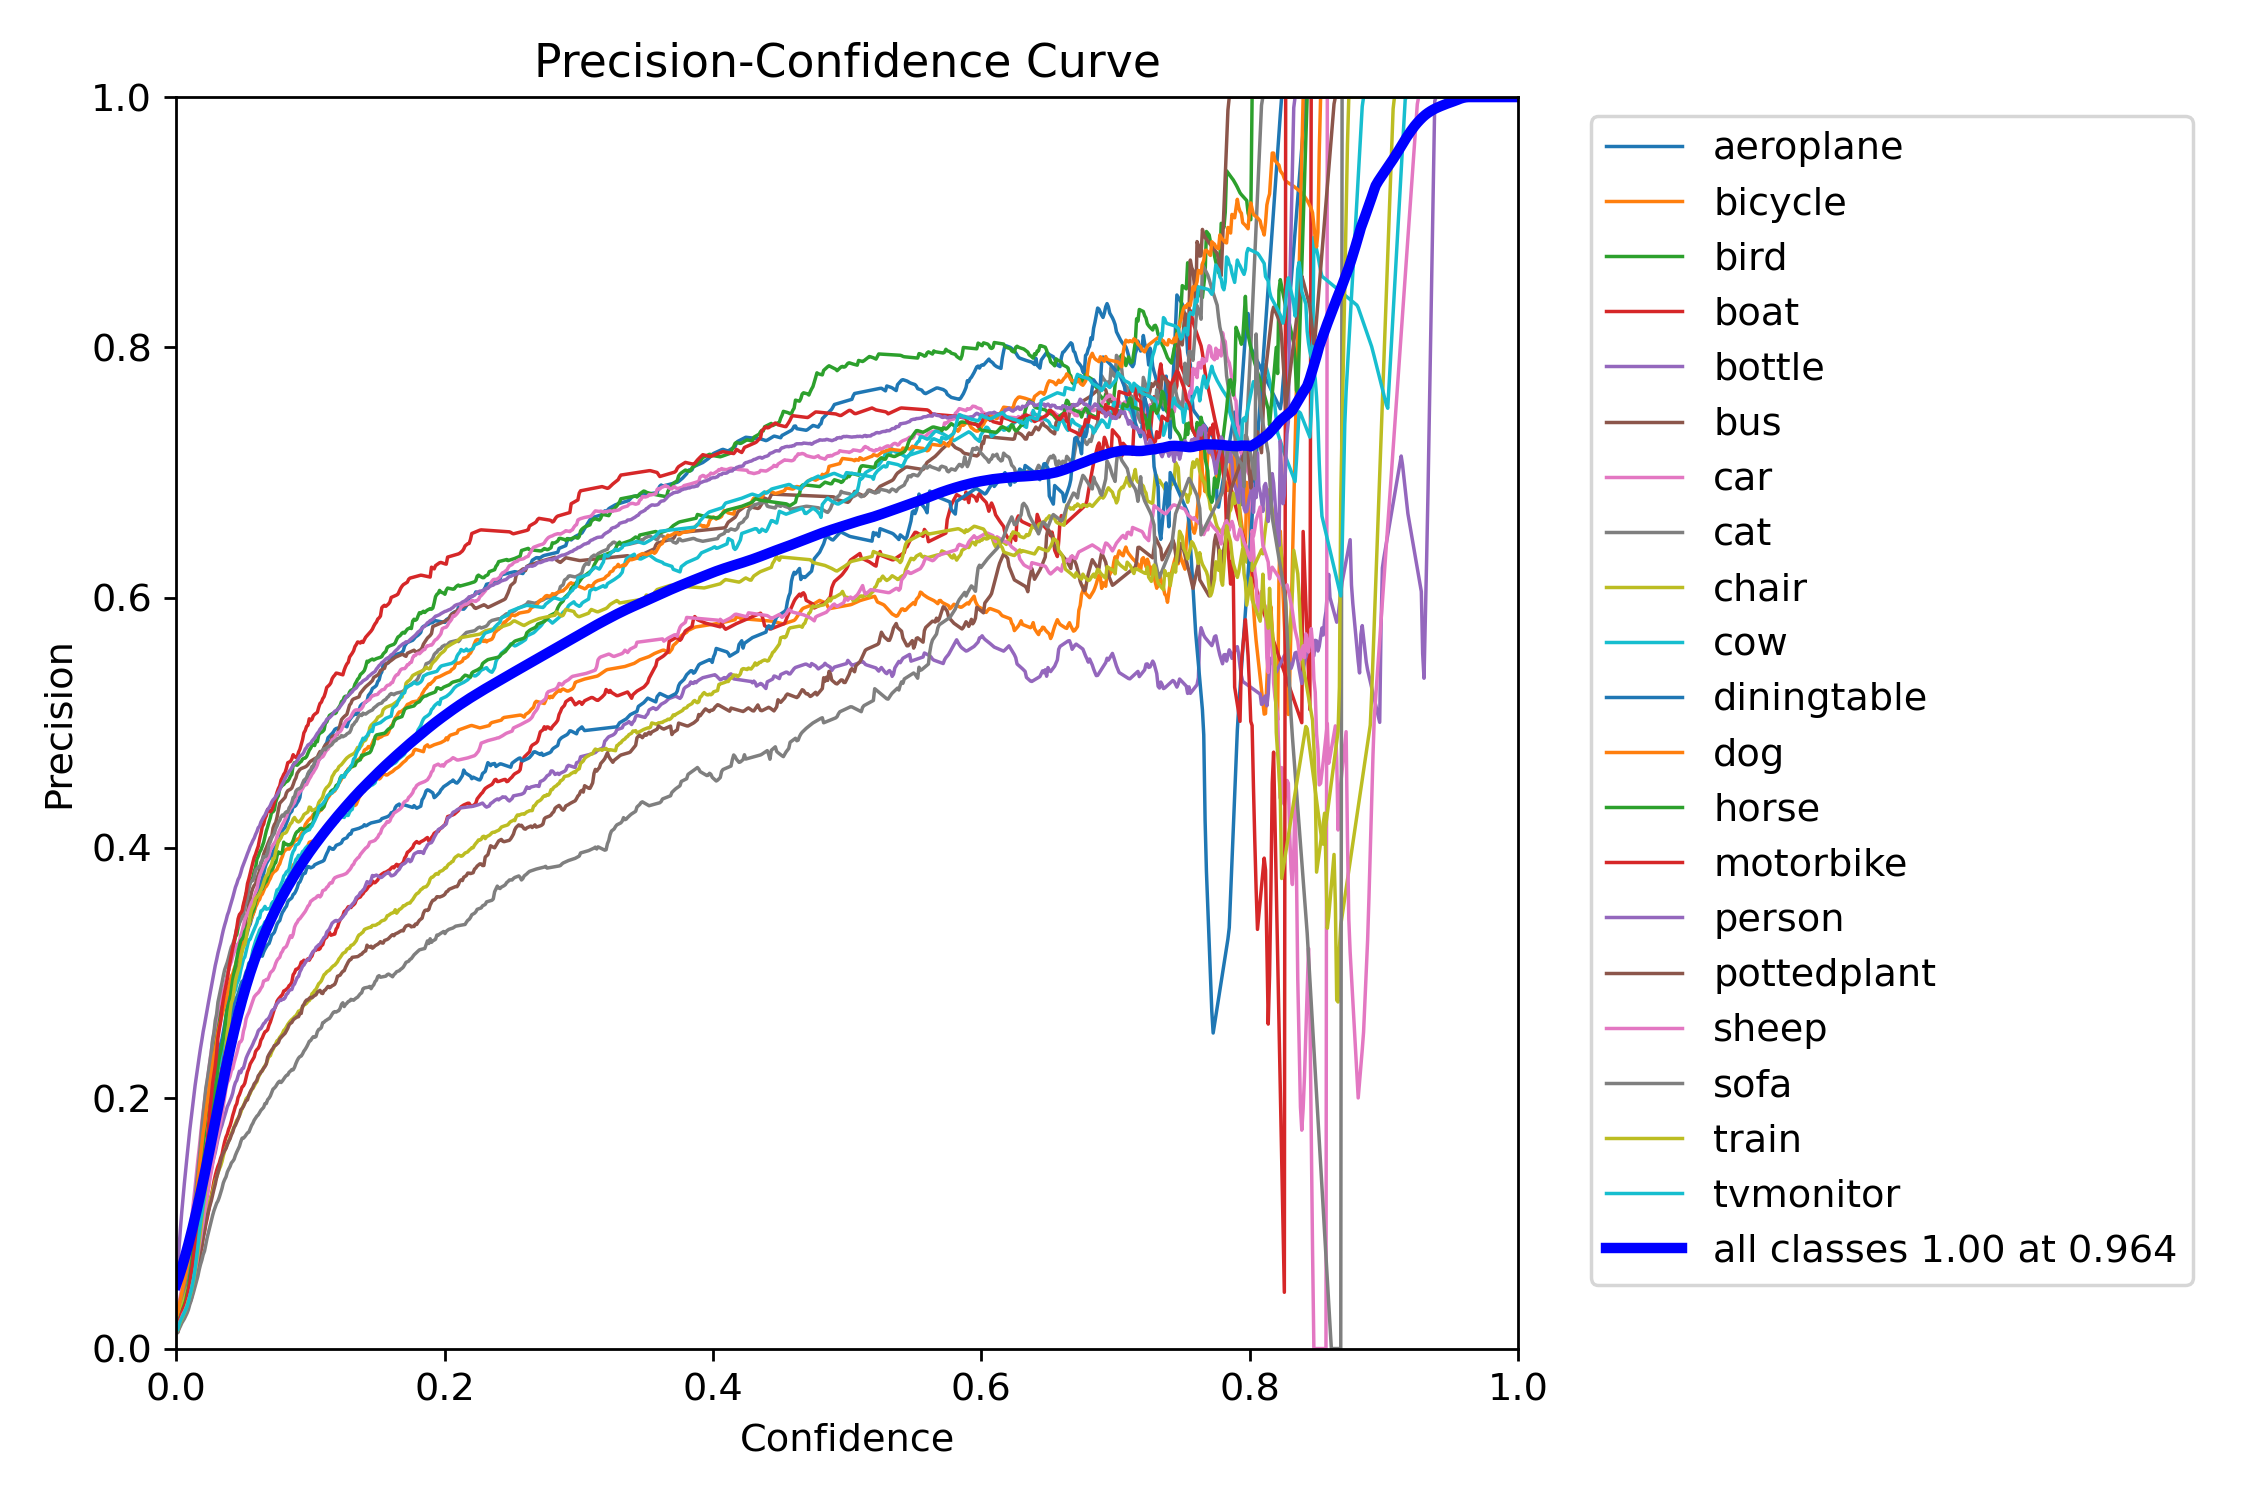 Precision-Confidence Curve
1.0
0.8
0.6
0.4
0.2
0.0
Precision
0.0 0.2 0.4 0.6 0.8 1.0
Confidence
aeroplane
bicycle
bird
boat
bottle
bus
car
cat
chair
cow
diningtable
dog
horse
motorbike
person
pottedplant
sheep
sofa
train
tvmonitor
all classes 1.00 at 0.964